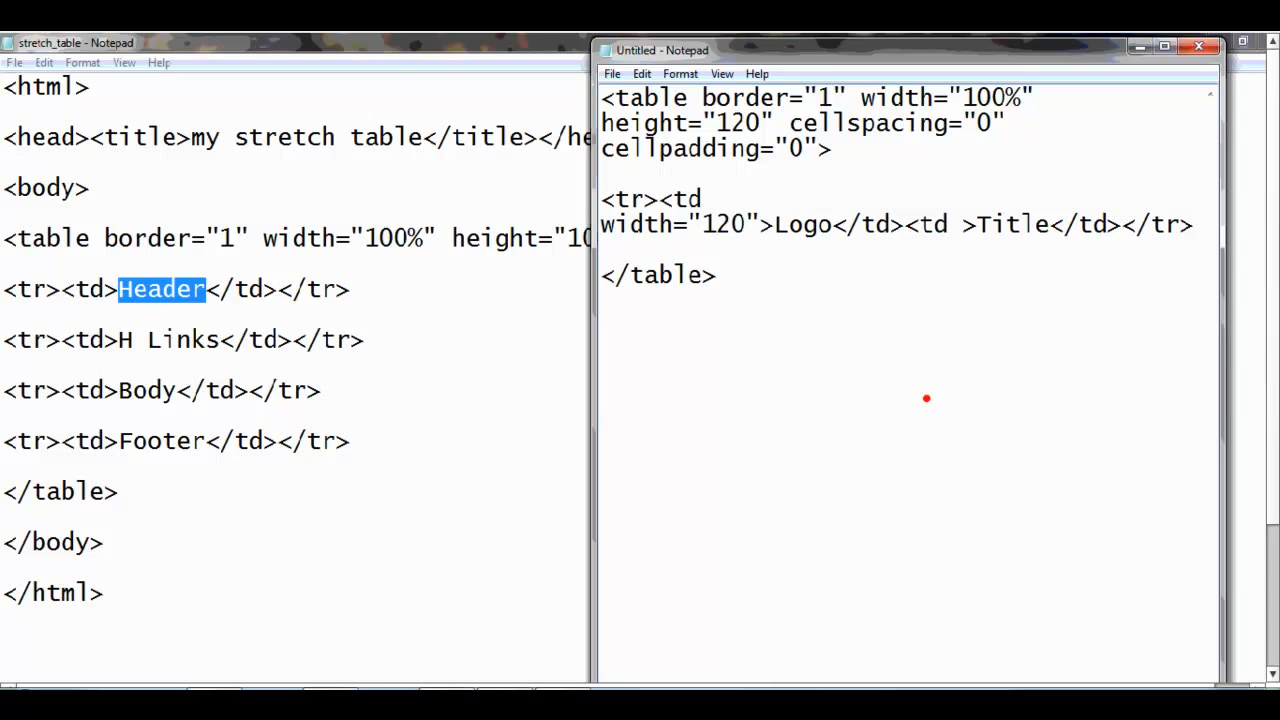 stretch_table - Notepad
File Edit Format View Help
<html>
<head><title>my stretch table</title></he
<body>
<table border="1" width="100%" height="10
<tr><td>Header</td></tr>
<tr><td>H Links</td></tr>
<tr><td>Body</td></tr>
<tr><td>Footer</td></tr>
</table>
</body>
</html>
Untitled - Notepad
File Edit Format View Help
<table border="1" width="100%"
height="120" cellspacing="0"
cellpadding="0">
<tr><td
width="120">Logo</td><td >Title</td></tr>
</table>